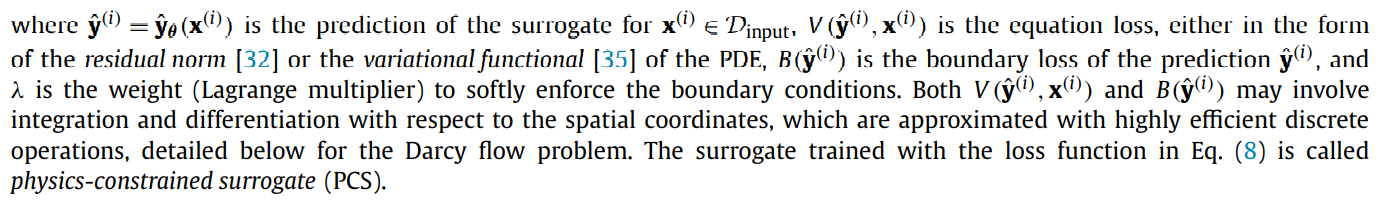 where ŷ⁽ⁱ⁾ = ŷ_θ(x⁽ⁱ⁾) is the prediction of the surrogate for x⁽ⁱ⁾ ∈ 𝒟_input, V(ŷ⁽ⁱ⁾, x⁽ⁱ⁾) is the equation loss, either in the form
of the residual norm [32] or the variational functional [35] of the PDE, B(ŷ⁽ⁱ⁾) is the boundary loss of the prediction ŷ⁽ⁱ⁾, and
λ is the weight (Lagrange multiplier) to softly enforce the boundary conditions. Both V(ŷ⁽ⁱ⁾, x⁽ⁱ⁾) and B(ŷ⁽ⁱ⁾) may involve
integration and differentiation with respect to the spatial coordinates, which are approximated with highly efficient discrete
operations, detailed below for the Darcy flow problem. The surrogate trained with the loss function in Eq. (8) is called
physics-constrained surrogate (PCS).